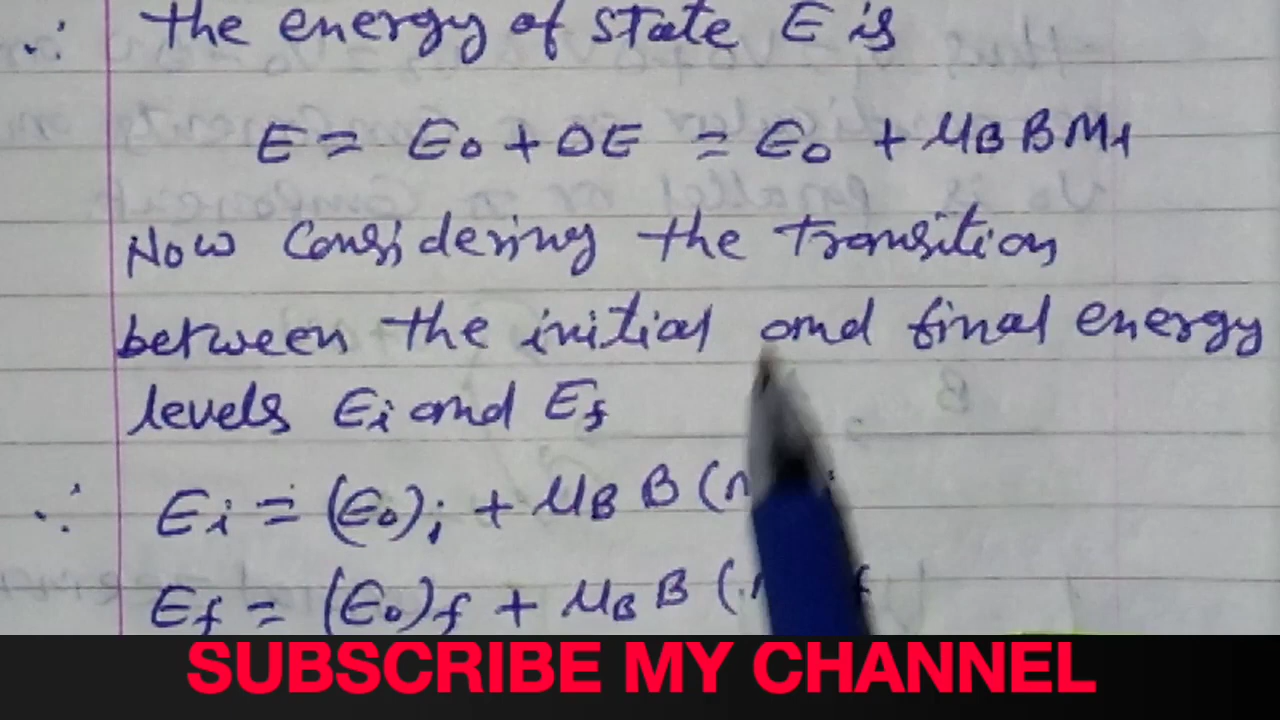 ∴ the energy of state E is
E = E₀ + ΔE = E₀ + μB B Mɩ
Now Considering the transition
between the initial and final energy
levels Ei and Ef
∴ Ei = (E₀)i + μB B (
Ef = (E₀)f + μB B (
SUBSCRIBE MY CHANNEL